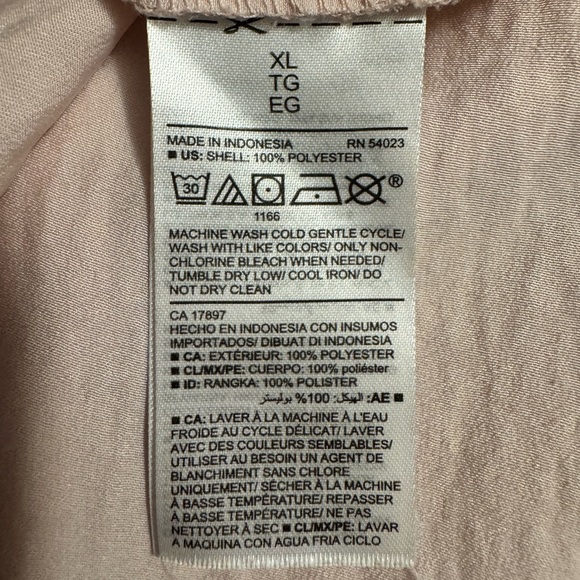 XL
TG
EG
MADE IN INDONESIA RN 54023
■ US: SHELL: 100% POLYESTER
30 ®
1166
MACHINE WASH COLD GENTLE CYCLE/
WASH WITH LIKE COLORS/ ONLY NON-
CHLORINE BLEACH WHEN NEEDED/
TUMBLE DRY LOW/ COOL IRON/ DO
NOT DRY CLEAN
CA 17897
HECHO EN INDONESIA CON INSUMOS
IMPORTADOS/ DIBUAT DI INDONESIA
■ CA: EXTÉRIEUR: 100% POLYESTER
■ CL/MX/PE: CUERPO: 100% poliéster
■ ID: RANGKA: 100% POLISTER
■ AE: الهيكل: 100% بوليستر
■ CA: LAVER À LA MACHINE À L'EAU
FROIDE AU CYCLE DÉLICAT/ LAVER
AVEC DES COULEURS SEMBLABLES/
UTILISER AU BESOIN UN AGENT DE
BLANCHIMENT SANS CHLORE
UNIQUEMENT/ SÉCHER À LA MACHINE
À BASSE TEMPÉRATURE/ REPASSER
À BASSE TEMPÉRATURE/ NE PAS
NETTOYER À SEC ■ CL/MX/PE: LAVAR
A MAQUINA CON AGUA FRIA CICLO